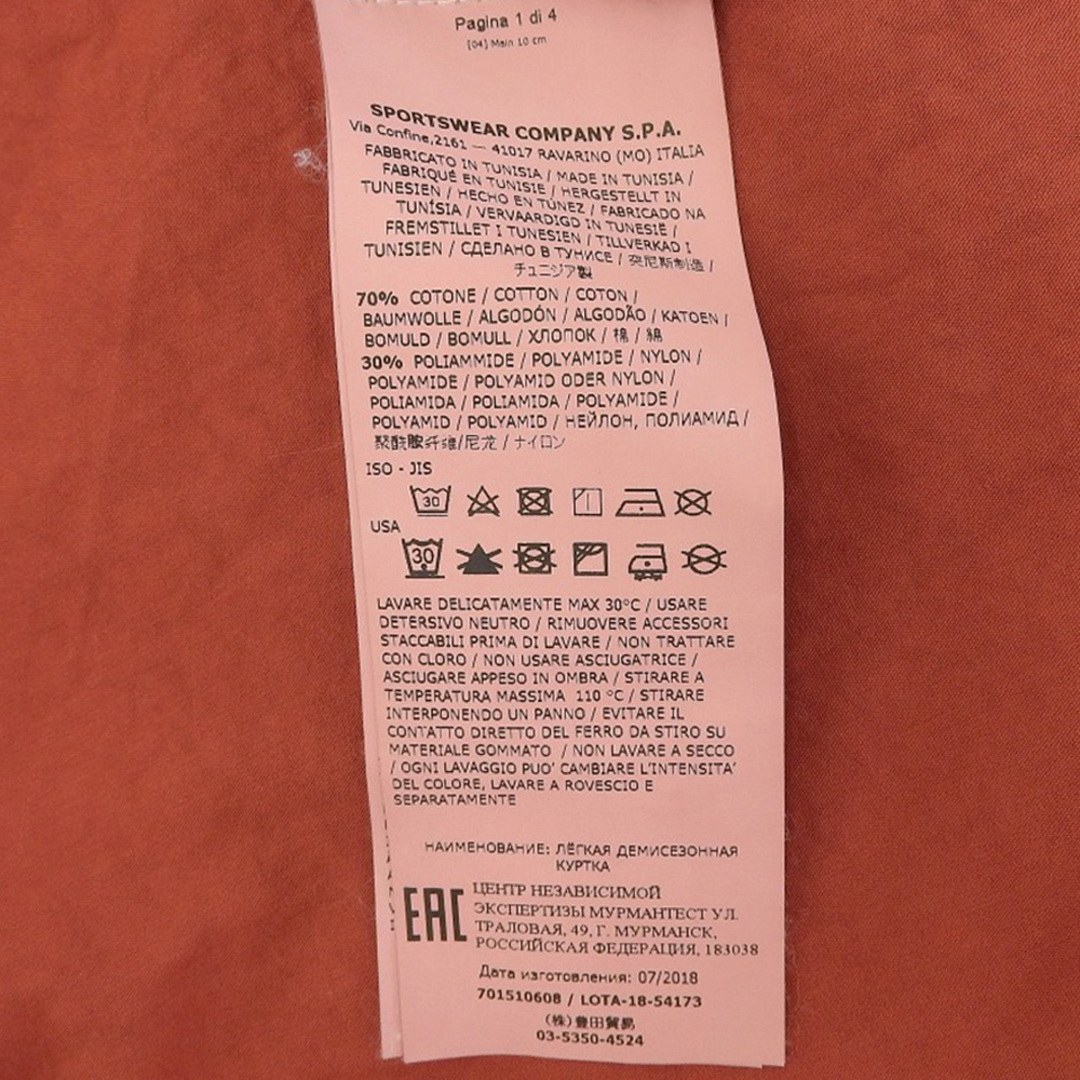 Pagina 1 di 4
[04] Main 10 cm
SPORTSWEAR COMPANY S.P.A.
Via Confine,2161 — 41017 RAVARINO (MO) ITALIA
FABBRICATO IN TUNISIA / MADE IN TUNISIA /
FABRIQUÉ EN TUNISIE / HERGESTELLT IN
TUNESIEN / HECHO EN TÚNEZ / FABRICADO NA
TUNÍSIA / VERVAARDIGD IN TUNESIË /
FREMSTILLET I TUNESIEN / TILLVERKAD I
TUNISIEN / СДЕЛАНО В ТУНИСЕ / 突尼斯制造 /
チュニジア製
70% COTONE / COTTON / COTON /
BAUMWOLLE / ALGODÓN / ALGODÃO / KATOEN /
BOMULD / BOMULL / ХЛОПОК / 棉 / 綿
30% POLIAMMIDE / POLYAMIDE / NYLON /
POLYAMIDE / POLYAMID ODER NYLON /
POLIAMIDA / POLIAMIDA / POLYAMIDE /
POLYAMID / POLYAMID / НЕЙЛОН, ПОЛИАМИД /
聚酰胺纤维/尼龙 / ナイロン
ISO - JIS
30
USA
30
LAVARE DELICATAMENTE MAX 30°C / USARE
DETERSIVO NEUTRO / RIMUOVERE ACCESSORI
STACCABILI PRIMA DI LAVARE / NON TRATTARE
CON CLORO / NON USARE ASCIUGATRICE /
ASCIUGARE APPESO IN OMBRA / STIRARE A
TEMPERATURA MASSIMA 110 °C / STIRARE
INTERPONENDO UN PANNO / EVITARE IL
CONTATTO DIRETTO DEL FERRO DA STIRO SU
MATERIALE GOMMATO / NON LAVARE A SECCO
/ OGNI LAVAGGIO PUO' CAMBIARE L'INTENSITA'
DEL COLORE, LAVARE A ROVESCIO E
SEPARATAMENTE
НАИМЕНОВАНИЕ: ЛЁГКАЯ ДЕМИСЕЗОННАЯ
КУРТКА
EAC
ЦЕНТР НЕЗАВИСИМОЙ
ЭКСПЕРТИЗЫ МУРМАНТЕСТ УЛ.
ТРАЛОВАЯ, 49, Г. МУРМАНСК,
РОССИЙСКАЯ ФЕДЕРАЦИЯ, 183038
Дата изготовления: 07/2018
701510608 / LOTA-18-54173
(株)豊田貿易
03-5350-4524